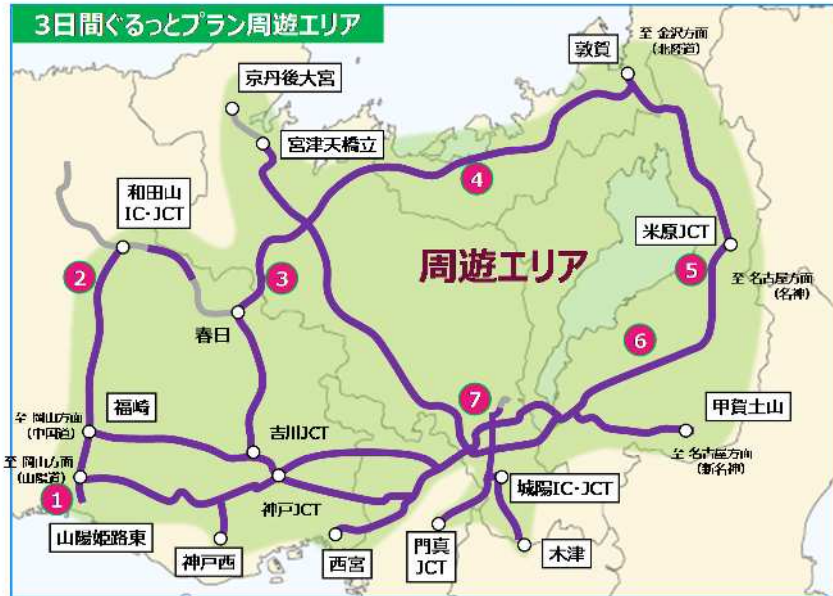 3日間ぐるっとプラン周遊エリア
至 金沢方面
(北陸道)
敦賀
京丹後大宮
宮津天橋立
4
和田山
IC・JCT
米原JCT
2
3
周遊エリア
5
至 名古屋方面
(名神)
春日
6
7
福崎
甲賀土山
至 岡山方面
(中国道)
吉川JCT
至 名古屋方面
(新名神)
至 岡山方面
(山陽道)
1
神戸JCT
城陽IC・JCT
山陽姫路東
神戸西
西宮
門真
JCT
木津